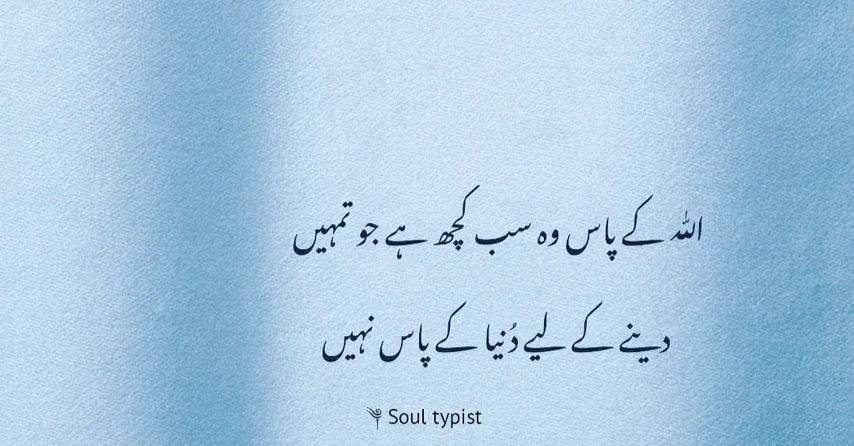 اللہ کے پاس وہ سب کچھ ہے جو تمہیں
دینے کے لیے دُنیا کے پاس نہیں
Soul typist